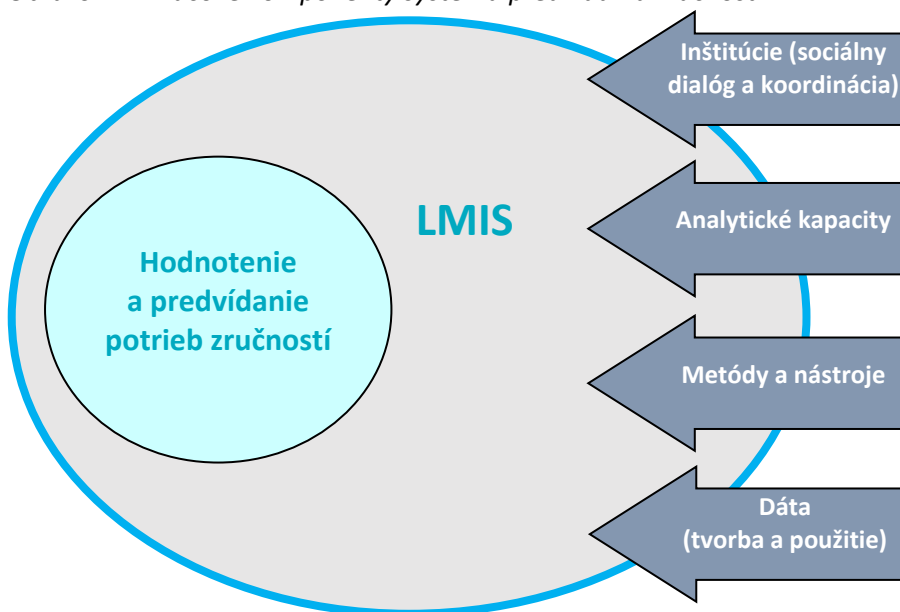 Inštitúcie (sociálny
dialóg a koordinácia)
LMIS
Analytické kapacity
Hodnotenie
a predvídanie
potrieb zručností
Metódy a nástroje
Dáta
(tvorba a použitie)